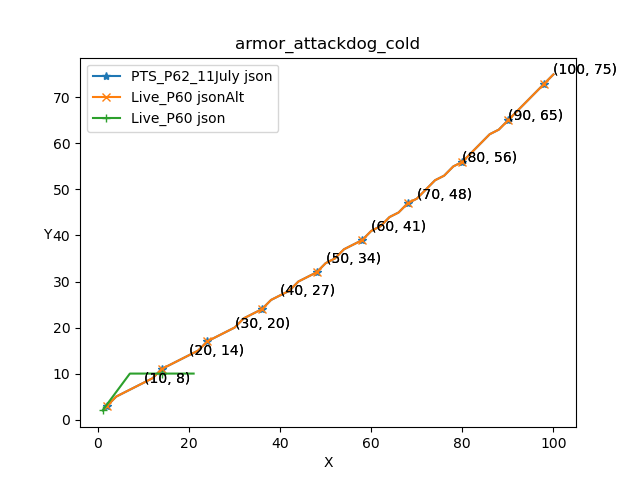 armor_attackdog_cold
PTS_P62_11July json
Live_P60 jsonAlt
Live_P60 json
(100, 75)
(90, 65)
(80, 56)
(70, 48)
(60, 41)
(50, 34)
(40, 27)
(30, 20)
(20, 14)
(10, 8)
Y
70
60
50
40
30
20
10
0
0 20 40 60 80 100
X